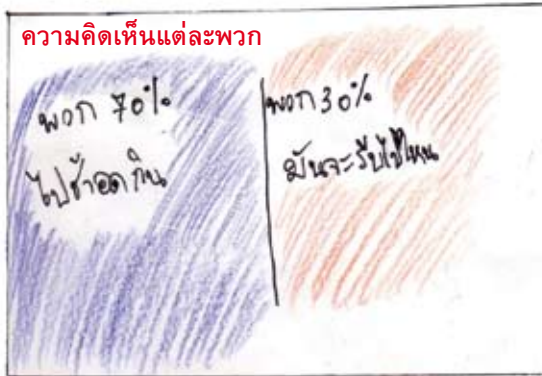 ความคิดเห็นแต่ละพวก
พวก 70%
ไปช้าอดกิน
พวก 30%
มันจะรีบไปไหน